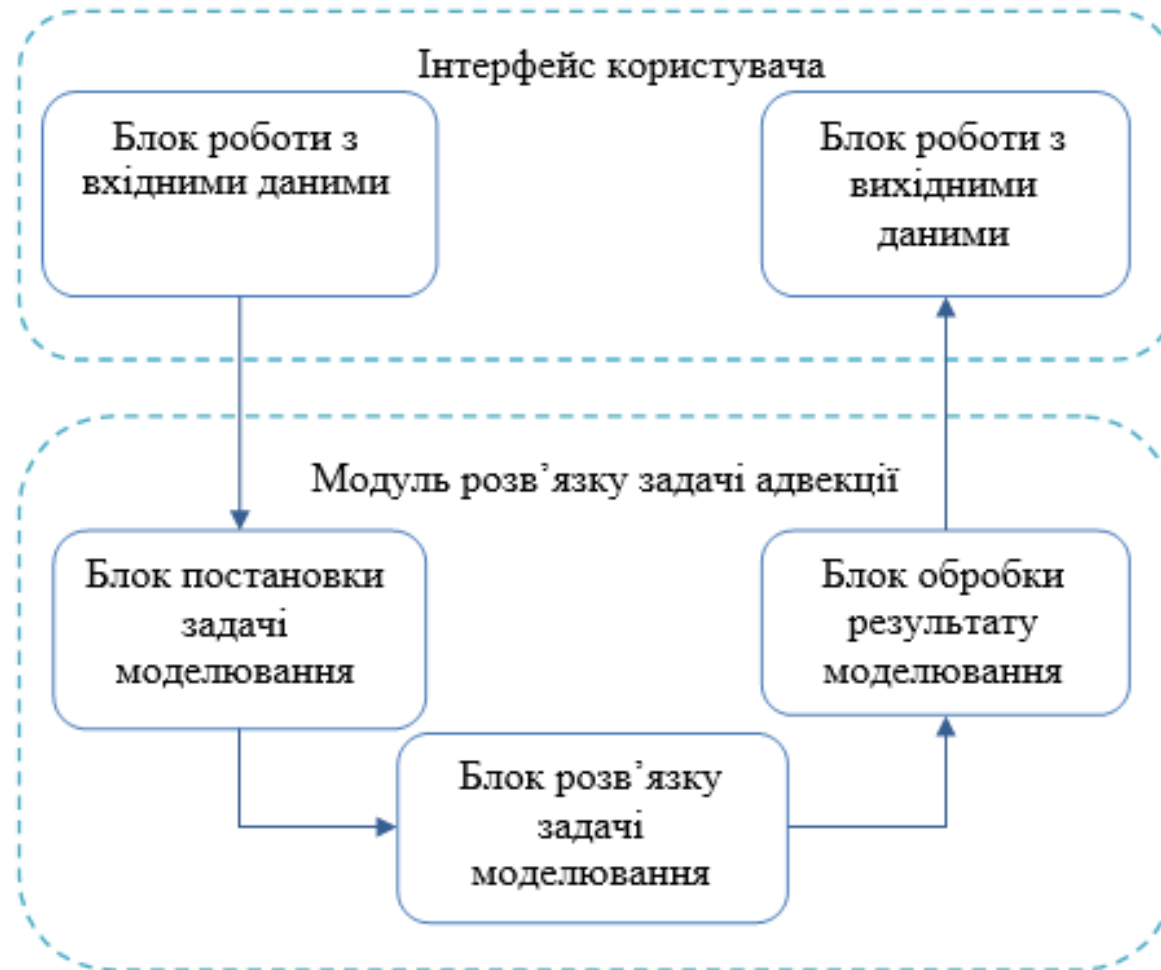 Інтерфейс користувача
Блок роботи з
вхідними даними
Блок роботи з
вихідними
даними
Модуль розв’язку задачі адвекції
Блок постановки
задачі
моделювання
Блок обробки
результату
моделювання
Блок розв’язку
задачі
моделювання